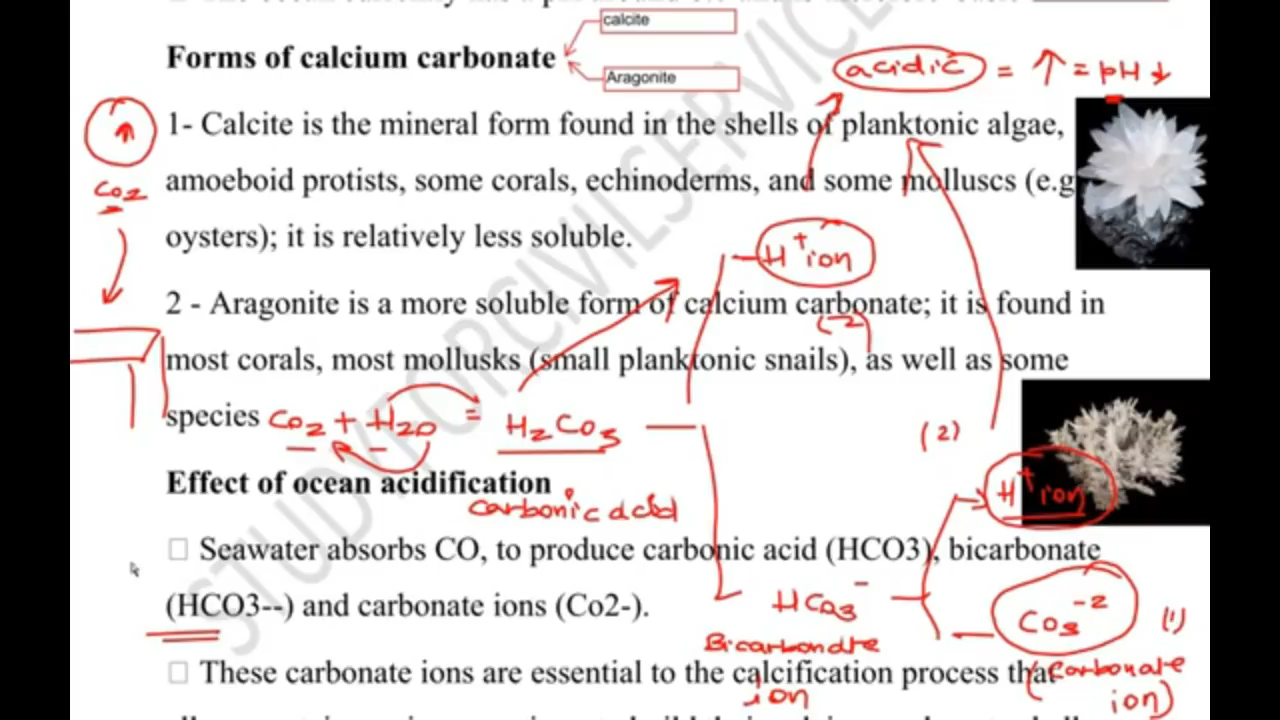 calcite
Forms of calcium carbonate
Aragonite
acidic = ↑ = pH ↓
1- Calcite is the mineral form found in the shells of planktonic algae,
↑
CO2
amoeboid protists, some corals, echinoderms, and some molluscs (e.g
oysters); it is relatively less soluble.
H+ ion
2 - Aragonite is a more soluble form of calcium carbonate; it is found in
(2)
most corals, most mollusks (small planktonic snails), as well as some
species
CO2 + H2O = H2CO3
(2)
Effect of ocean acidification
H+ ion
carbonic acid
Seawater absorbs CO, to produce carbonic acid (HCO3), bicarbonate
(HCO3--) and carbonate ions (Co2-).
HCO3-
CO3-2 (1)
Bicarbonate
ion
These carbonate ions are essential to the calcification process that
(Carbonate
ion)
STUDYFORCIVILSERVICE